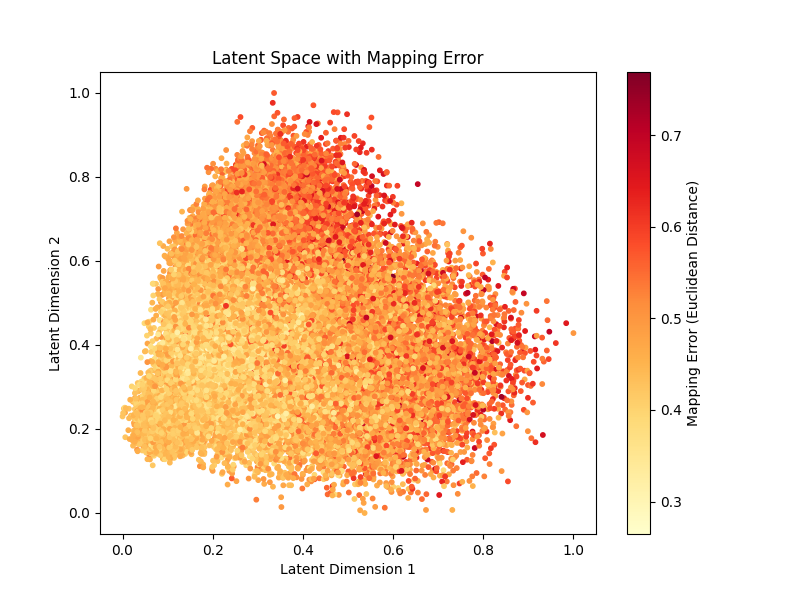 Latent Space with Mapping Error
1.0
0.8
0.6
0.4
0.2
0.0
Latent Dimension 2
0.0 0.2 0.4 0.6 0.8 1.0
Latent Dimension 1
0.7
0.6
0.5
0.4
0.3
Mapping Error (Euclidean Distance)